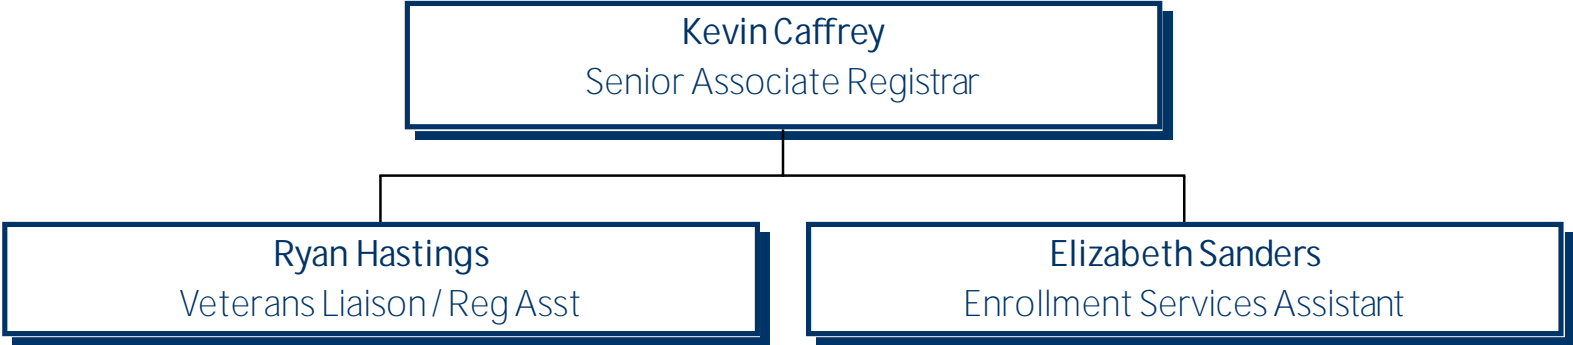 Kevin Caffrey
Senior Associate Registrar
Ryan Hastings
Veterans Liaison / Reg Asst
Elizabeth Sanders
Enrollment Services Assistant